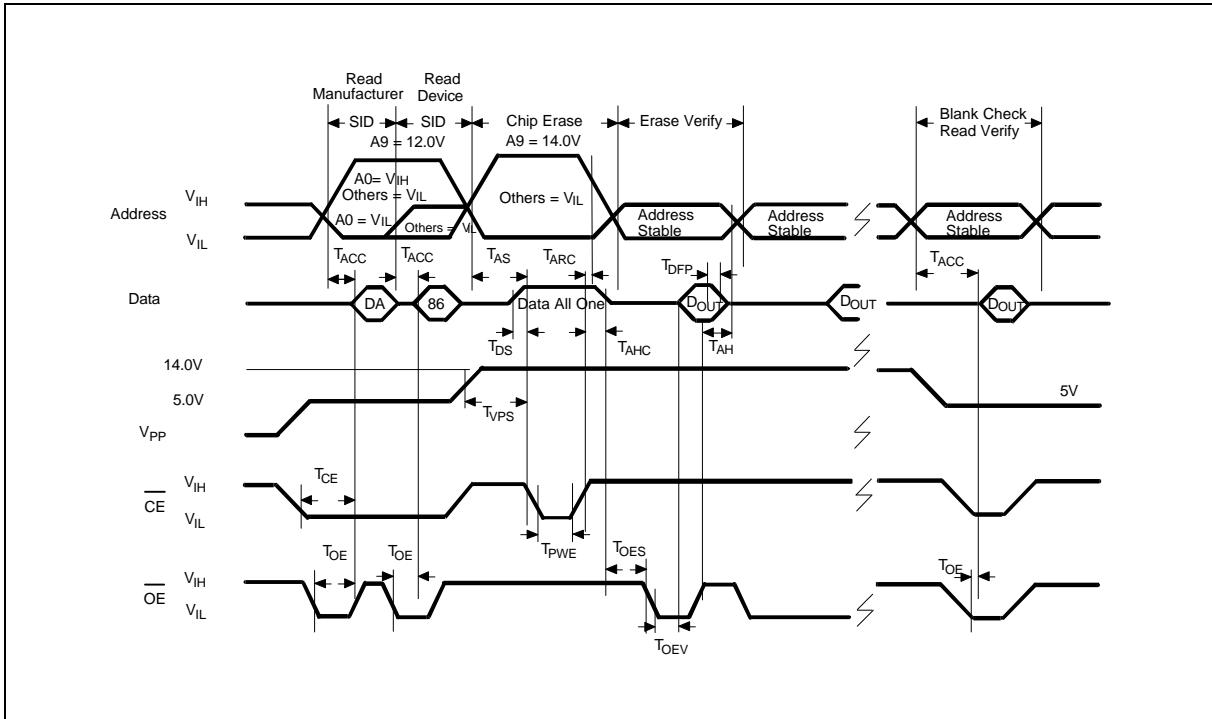 Read
Manufacturer
SID
Read
Device
SID
Chip Erase
Erase Verify
Blank Check
Read Verify
A9 = 12.0V
A9 = 14.0V
Address
VIH
VIL
A0= VIH
Others = VIL
A0 = VIL
Others = VIL
Others = VIL
Address
Stable
Address
Stable
Address
Stable
TACC
TACC
TAS
TARC
TDFP
TACC
Data
DA
86
Data All One
DOUT
DOUT
DOUT
TDS
TAHC
TAH
14.0V
5.0V
VPP
TVPS
5V
CE
VIH
VIL
TCE
TPWE
OE
VIH
VIL
TOE
TOE
TOES
TOEV
TOE